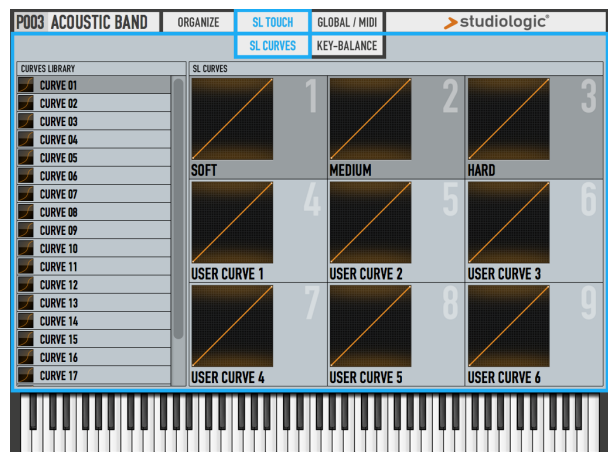 P003 ACOUSTIC BAND
ORGANIZE
SL TOUCH
GLOBAL / MIDI
studiologic®
SL CURVES
KEY-BALANCE
CURVES LIBRARY
CURVE 01
CURVE 02
CURVE 03
CURVE 04
CURVE 05
CURVE 06
CURVE 07
CURVE 08
CURVE 09
CURVE 10
CURVE 11
CURVE 12
CURVE 13
CURVE 14
CURVE 15
CURVE 16
CURVE 17
SL CURVES
1
SOFT
2
MEDIUM
3
HARD
4
USER CURVE 1
5
USER CURVE 2
6
USER CURVE 3
7
USER CURVE 4
8
USER CURVE 5
9
USER CURVE 6